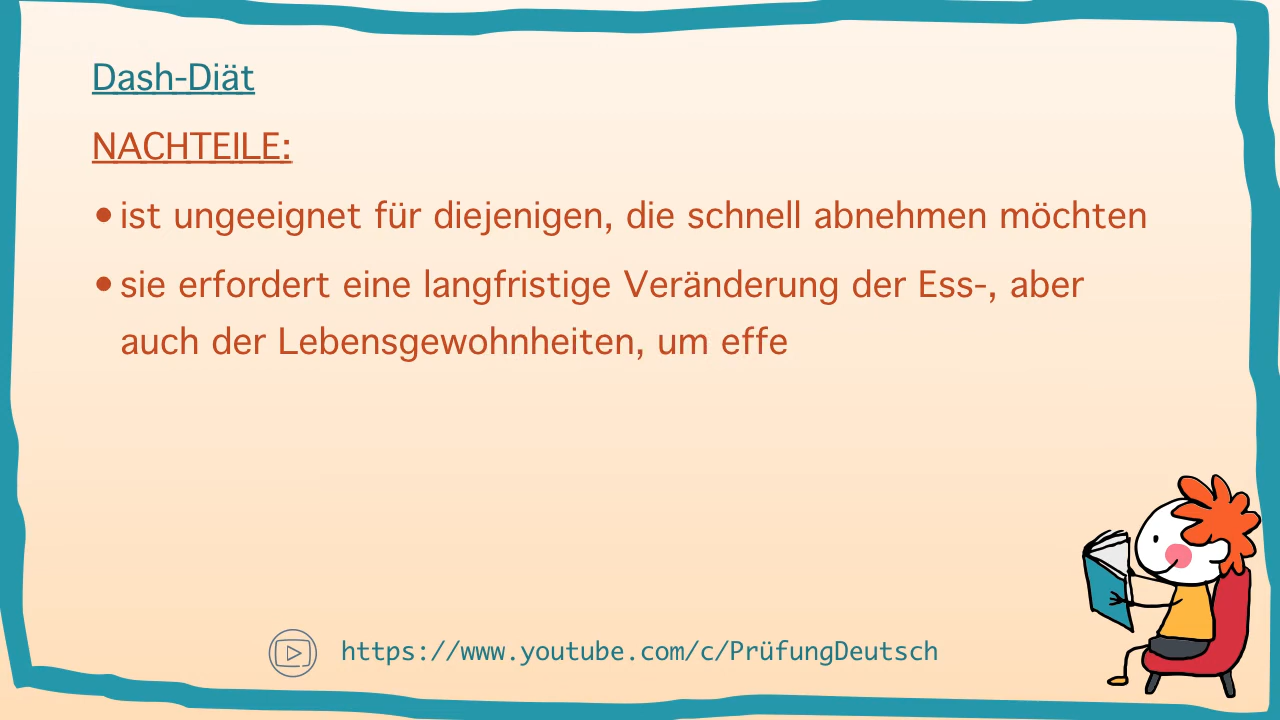 Dash-Diät
NACHTEILE:
• ist ungeeignet für diejenigen, die schnell abnehmen möchten
• sie erfordert eine langfristige Veränderung der Ess-, aber
auch der Lebensgewohnheiten, um effe
https://www.youtube.com/c/PrüfungDeutsch